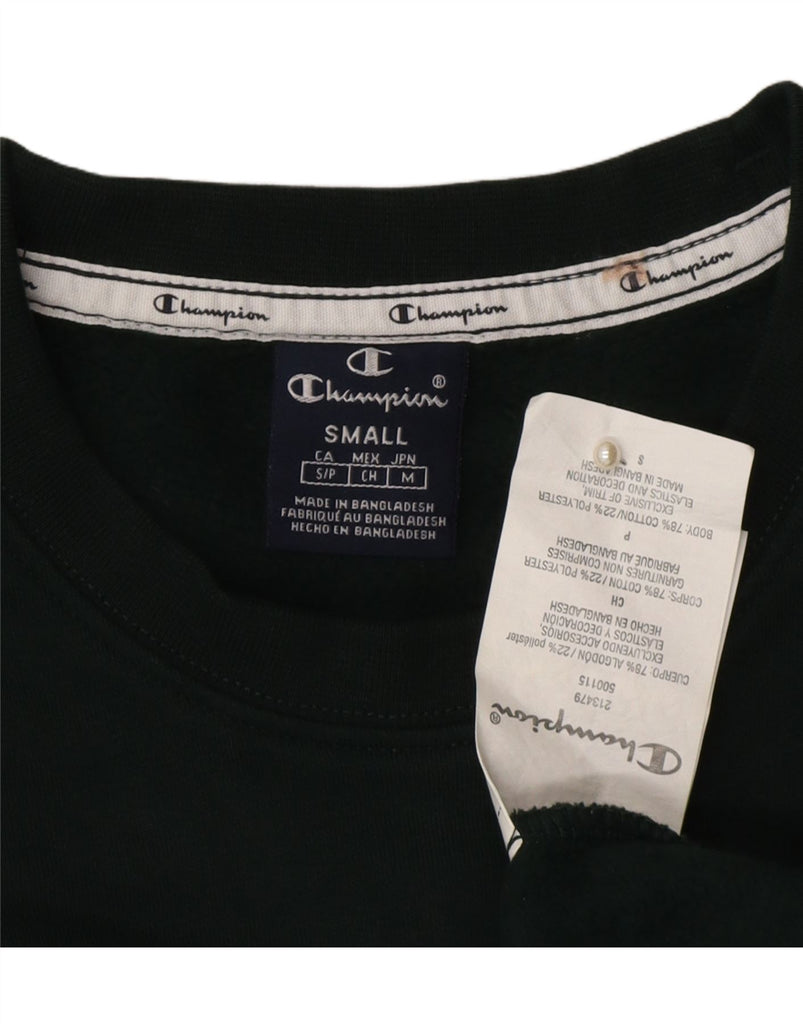 Champion
Champion
Champion
Champion®
SMALL
CA MEX JPN
S/P CH M
MADE IN BANGLADESH
FABRIQUÉ AU BANGLADESH
HECHO EN BANGLADESH
Champion®
213479
500115
CUERPO: 78% ALGODÓN / 22% poliéster
EXCLUYENDO ACCESORIOS,
ELÁSTICOS Y DECORACIÓN
HECHO EN BANGLADESH
CH
CORPS: 78% COTON / 22% POLYESTER
GARNITURES NON COMPRISES
FABRIQUE AU BANGLADESH
P
BODY: 78% COTTON/22% POLYESTER
EXCLUSIVE OF TRIM,
ELASTICS AND DECORATION
MADE IN BANGLADESH
S